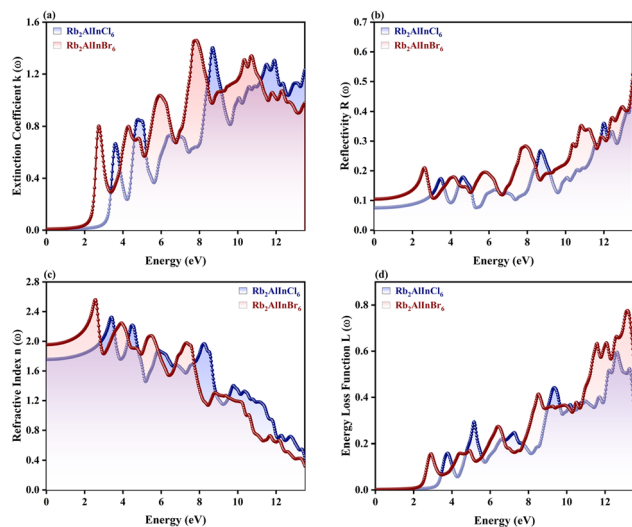 (a)
Rb₂AlInCl₆
Rb₂AlInBr₆
Extinction Coefficient k (ω)
1.6
1.2
0.8
0.4
0.0
0 2 4 6 8 10 12
Energy (eV)
(b)
Rb₂AlInCl₆
Rb₂AlInBr₆
Reflectivity R (ω)
0.7
0.6
0.5
0.4
0.3
0.2
0.1
0.0
0 2 4 6 8 10 12
Energy (eV)
(c)
Rb₂AlInCl₆
Rb₂AlInBr₆
Refractive Index n (ω)
2.8
2.4
2.0
1.6
1.2
0.8
0.4
0.0
0 2 4 6 8 10 12
Energy (eV)
(d)
Rb₂AlInCl₆
Rb₂AlInBr₆
Energy Loss Function L (ω)
0.8
0.6
0.4
0.2
0.0
0 2 4 6 8 10 12
Energy (eV)